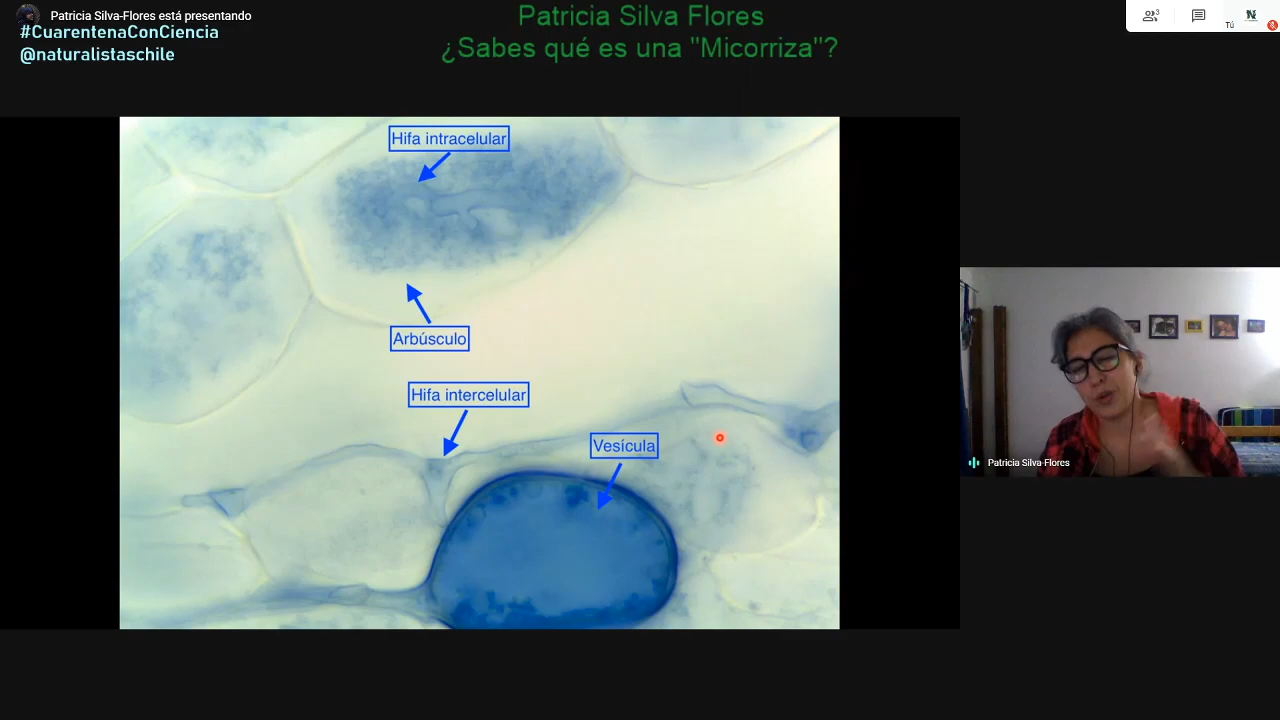 Patricia Silva-Flores está presentando
#CuarentenaConCiencia
@naturalistaschile
Patricia Silva Flores
¿Sabes qué es una "Micorriza"?
3
Tú
N
Hifa intracelular
Arbúsculo
Hifa intercelular
Vesícula
Patricia Silva-Flores